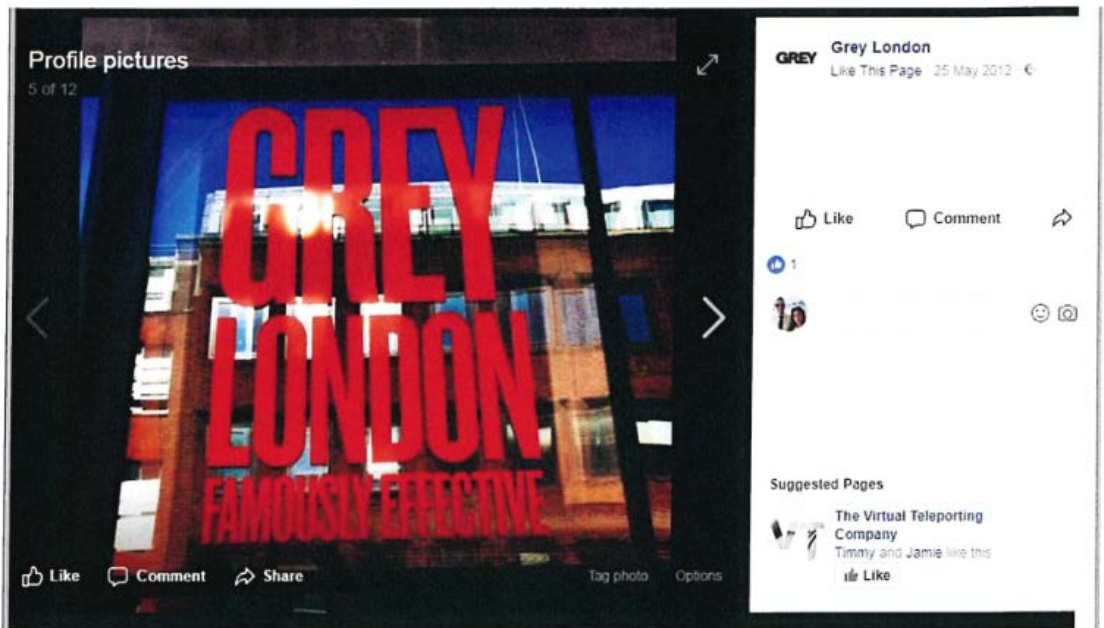 Profile pictures
5 of 12
GREY
LONDON
FAMOUSLY EFFECTIVE
Like Comment Share
Tag photo Options
GREY
Grey London
Like This Page 25 May 2012
Like Comment
1
Suggested Pages
VT
The Virtual Teleporting
Company
Timmy and Jamie like this
Like